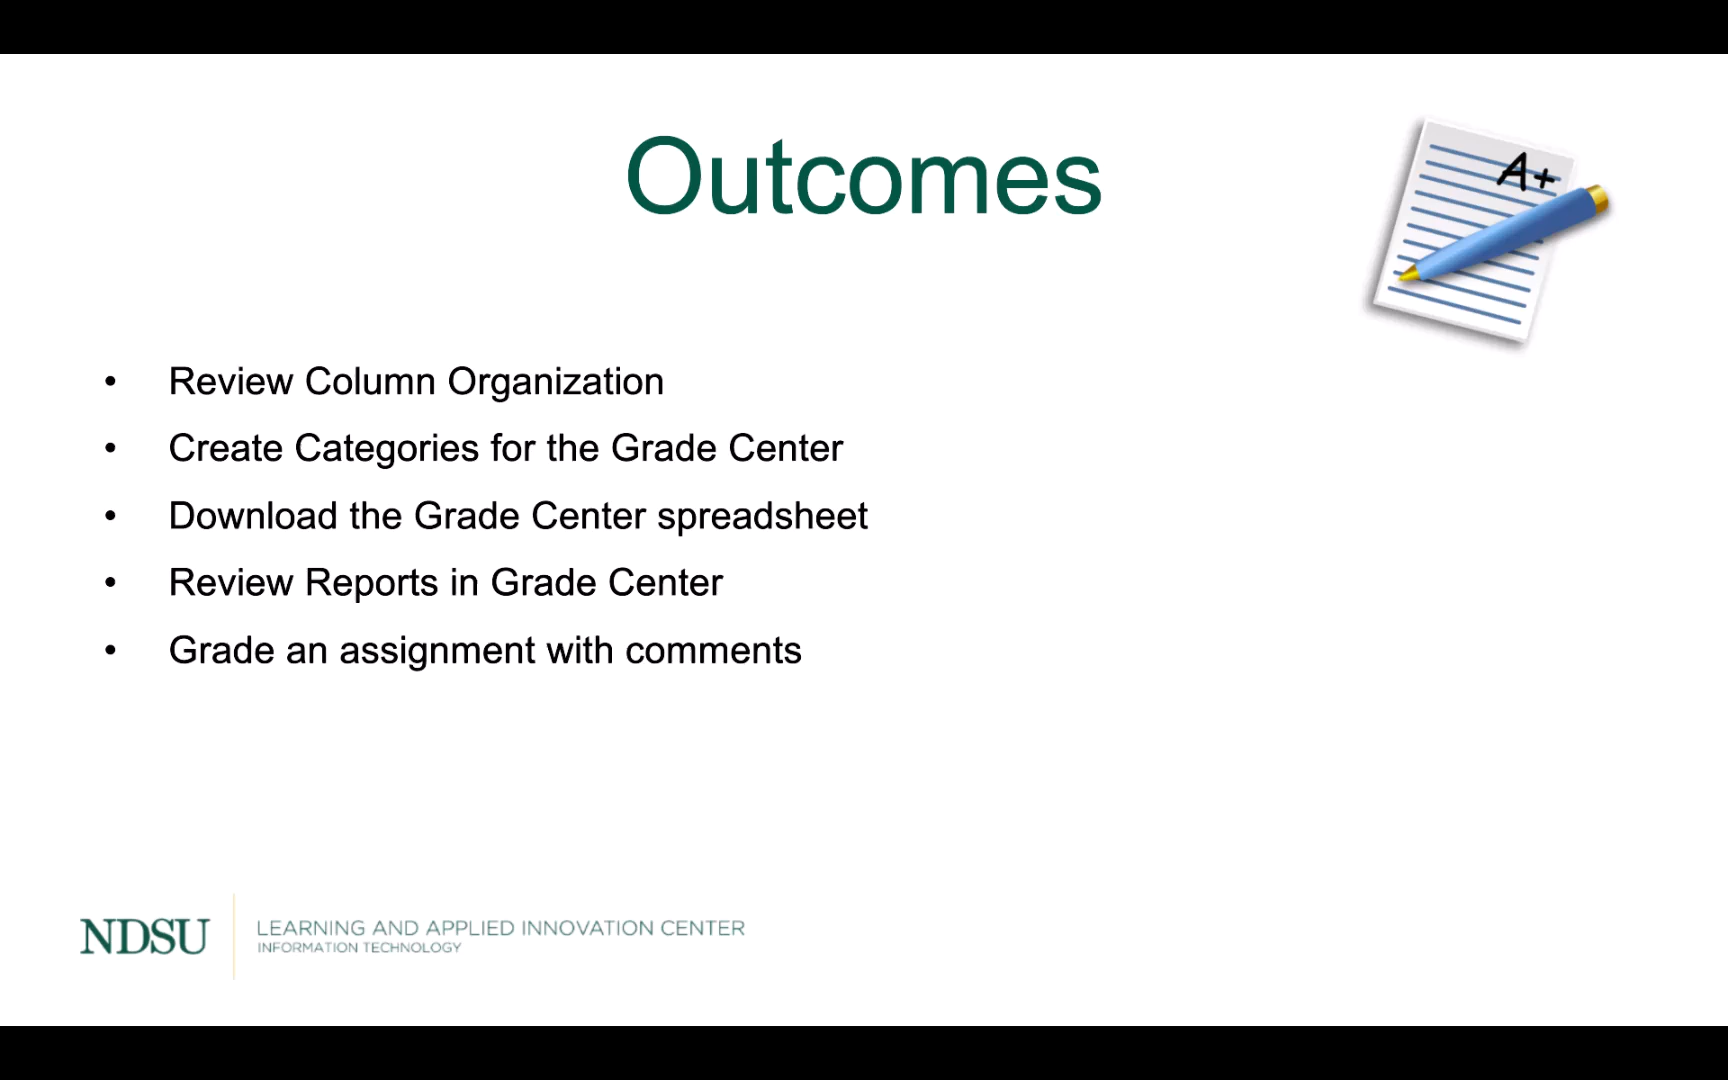 Outcomes
A+
• Review Column Organization
• Create Categories for the Grade Center
• Download the Grade Center spreadsheet
• Review Reports in Grade Center
• Grade an assignment with comments
NDSU
LEARNING AND APPLIED INNOVATION CENTER
INFORMATION TECHNOLOGY